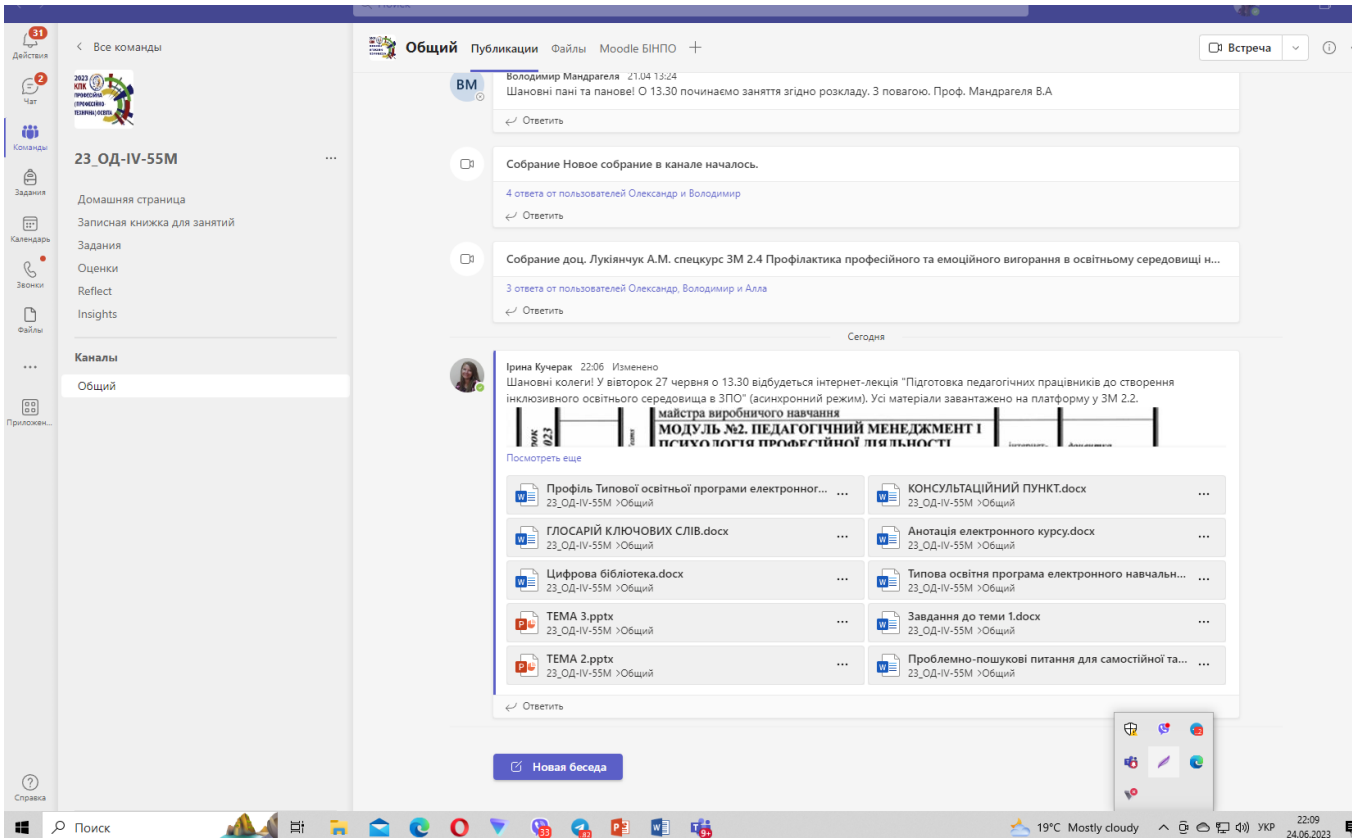 31
Действия
2
Чат
Команды
Задания
Календарь
Звонки
Файлы
Приложен...
Справка
Все команды
2023
КПК
ПРОФЕСІЙНА
(ПРОФЕСІЙНО-
ТЕХНІЧНА) ОСВІТА
23_ОД-IV-55М
Домашняя страница
Записная книжка для занятий
Задания
Оценки
Reflect
Insights
Каналы
Общий
Поиск
Общий Публикации Файлы Moodle БІНПО
Встреча
ВМ
Володимир Мандрагеля 21.04 13:24
Шановні пані та панове! О 13.30 починаємо заняття згідно розкладу. З повагою. Проф. Мандрагеля В.А
Ответить
Собрание Новое собрание в канале началось.
4 ответа от пользователей Олександр и Володимир
Ответить
Собрание доц. Лукіянчук А.М. спецкурс ЗМ 2.4 Профілактика професійного та емоційного вигорання в освітньому середовищі н...
3 ответа от пользователей Олександр, Володимир и Алла
Ответить
Сегодня
Ірина Кучерак 22:06 Изменено
Шановні колеги! У вівторок 27 червня о 13.30 відбудеться інтернет-лекція "Підготовка педагогічних працівників до створення
інклюзивного освітнього середовища в ЗПО" (асинхронний режим). Усі матеріали завантажено на платформу у ЗМ 2.2.
майстра виробничого навчання
МОДУЛЬ №2. ПЕДАГОГІЧНИЙ МЕНЕДЖМЕНТ І
ПСИХОЛОГІЯ ПРОФЕСІЙНОЇ ДІЯЛЬНОСТІ
Посмотреть еще
Профіль Типової освітньої програми електронног...
23_ОД-IV-55М >Общий
КОНСУЛЬТАЦІЙНИЙ ПУНКТ.docx
23_ОД-IV-55М >Общий
ГЛОСАРІЙ КЛЮЧОВИХ СЛІВ.docx
23_ОД-IV-55М >Общий
Анотація електронного курсу.docx
23_ОД-IV-55М >Общий
Цифрова бібліотека.docx
23_ОД-IV-55М >Общий
Типова освітня програма електронного навчальн...
23_ОД-IV-55М >Общий
ТЕМА 3.pptx
23_ОД-IV-55М >Общий
Завдання до теми 1.docx
23_ОД-IV-55М >Общий
ТЕМА 2.pptx
23_ОД-IV-55М >Общий
Проблемно-пошукові питання для самостійної та...
23_ОД-IV-55М >Общий
Ответить
Новая беседа
Поиск
33
82
9+
19°C Mostly cloudy
УКР
22:09
24.06.2023